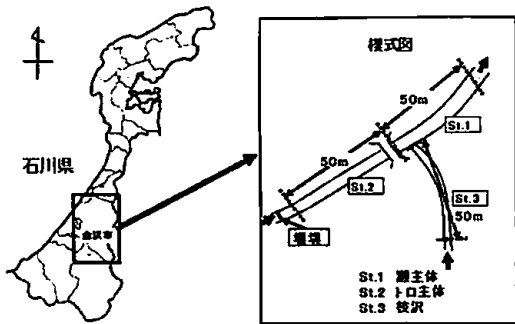 石川県
金沢市
模式図
50m
St.1
50m
St.2
St.3
50m
堰堤
St.1 瀬主体
St.2 トロ主体
St.3 枝沢